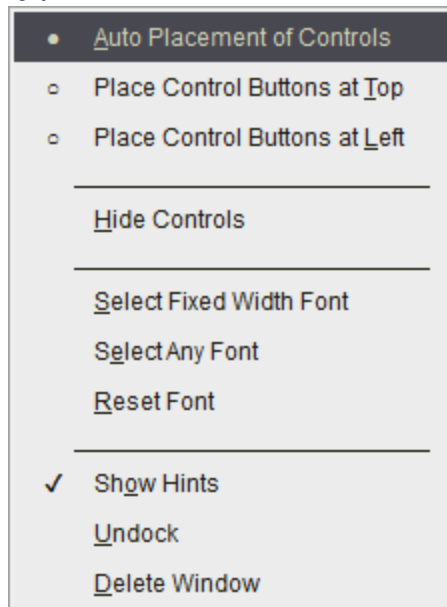 Auto Placement of Controls
Place Control Buttons at Top
Place Control Buttons at Left
Hide Controls
Select Fixed Width Font
Select Any Font
Reset Font
Show Hints
Undock
Delete Window